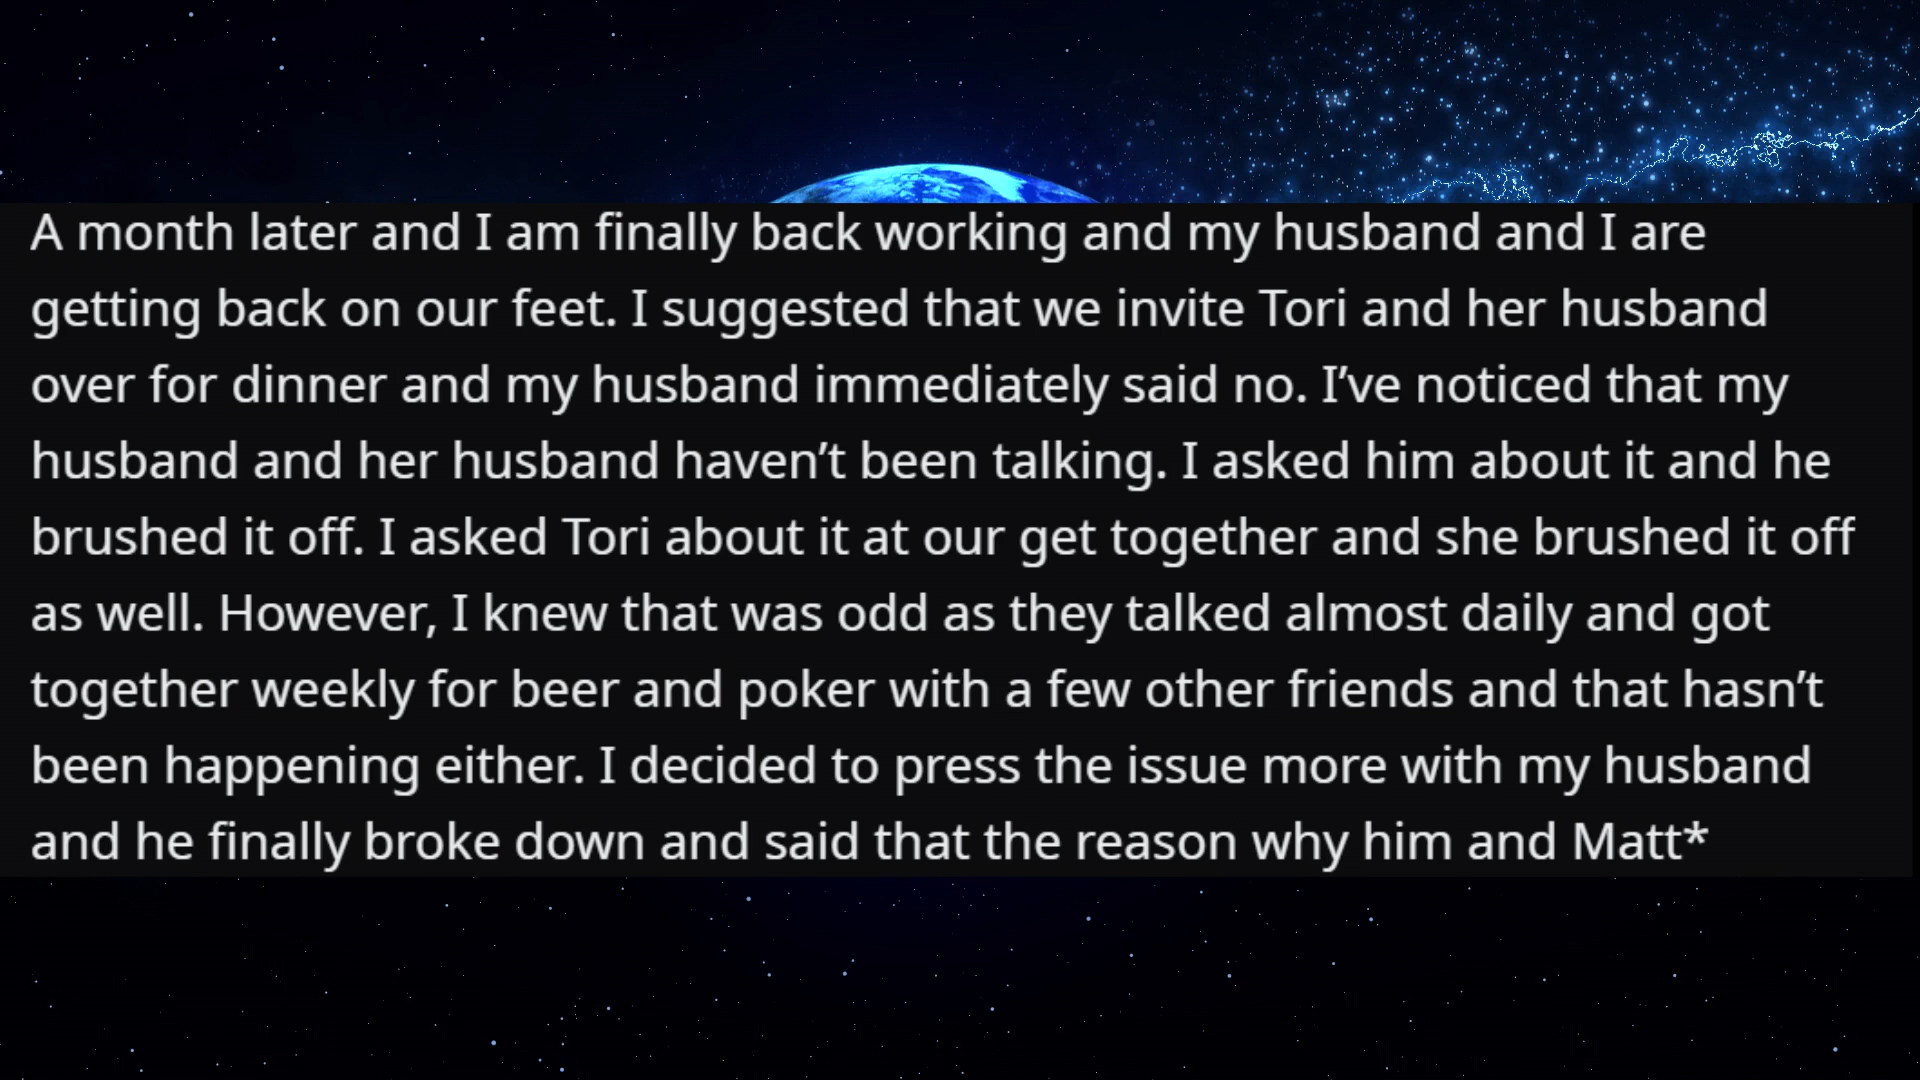 A month later and I am finally back working and my husband and I are
getting back on our feet. I suggested that we invite Tori and her husband
over for dinner and my husband immediately said no. I’ve noticed that my
husband and her husband haven’t been talking. I asked him about it and he
brushed it off. I asked Tori about it at our get together and she brushed it off
as well. However, I knew that was odd as they talked almost daily and got
together weekly for beer and poker with a few other friends and that hasn’t
been happening either. I decided to press the issue more with my husband
and he finally broke down and said that the reason why him and Matt*